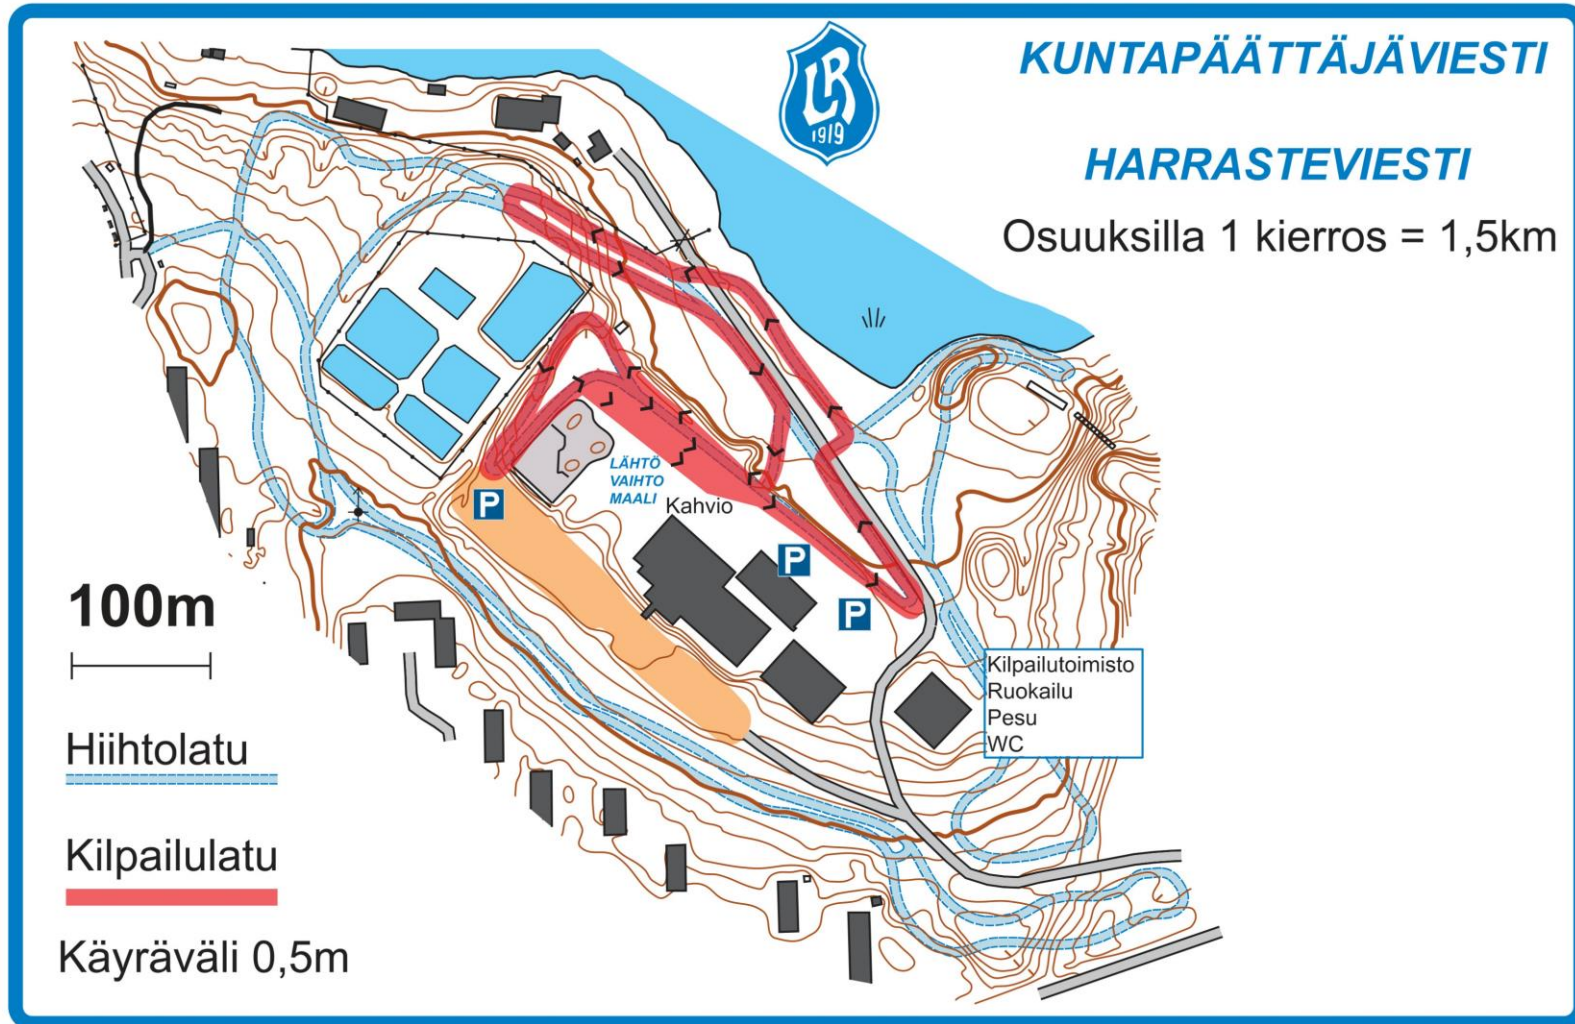 KUNTAPÄÄTTÄJÄVIESTI
LR
1919
HARRASTEVIESTI
Osuuksilla 1 kierros = 1,5km
LÄHTÖ
VAIHTO
MAALI
Kahvio
P
P
P
100m
Kilpailutoimisto
Ruokailu
Pesu
WC
Hiihtolatu
Kilpailulatu
Käyräväli 0,5m